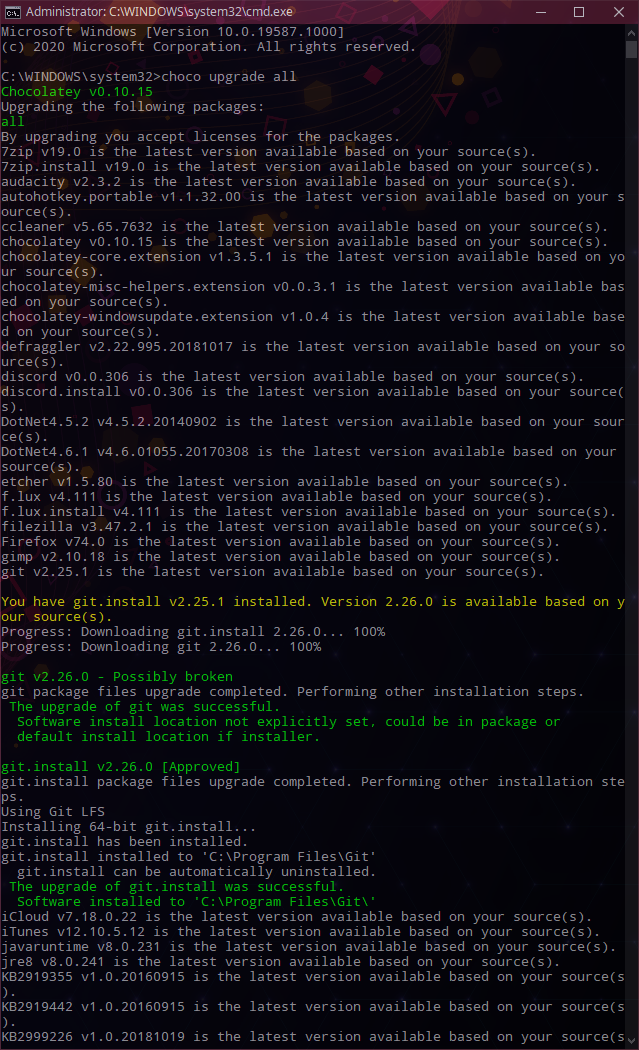 Administrator: C:\WINDOWS\system32\cmd.exe
Microsoft Windows [Version 10.0.19587.1000]
(c) 2020 Microsoft Corporation. All rights reserved.
C:\WINDOWS\system32>choco upgrade all
Chocolatey v0.10.15
Upgrading the following packages:
all
By upgrading you accept licenses for the packages.
7zip v19.0 is the latest version available based on your source(s).
7zip.install v19.0 is the latest version available based on your source(s).
audacity v2.3.2 is the latest version available based on your source(s).
autohotkey.portable v1.1.32.00 is the latest version available based on your s
ource(s).
ccleaner v5.65.7632 is the latest version available based on your source(s).
chocolatey v0.10.15 is the latest version available based on your source(s).
chocolatey-core.extension v1.3.5.1 is the latest version available based on yo
ur source(s).
chocolatey-misc-helpers.extension v0.0.3.1 is the latest version available bas
ed on your source(s).
chocolatey-windowsupdate.extension v1.0.4 is the latest version available base
d on your source(s).
defraggler v2.22.995.20181017 is the latest version available based on your so
urce(s).
discord v0.0.306 is the latest version available based on your source(s).
discord.install v0.0.306 is the latest version available based on your source(
s).
DotNet4.5.2 v4.5.2.20140902 is the latest version available based on your sour
ce(s).
DotNet4.6.1 v4.6.01055.20170308 is the latest version available based on your
source(s).
etcher v1.5.80 is the latest version available based on your source(s).
f.lux v4.111 is the latest version available based on your source(s).
f.lux.install v4.111 is the latest version available based on your source(s).
filezilla v3.47.2.1 is the latest version available based on your source(s).
Firefox v74.0 is the latest version available based on your source(s).
gimp v2.10.18 is the latest version available based on your source(s).
git v2.25.1 is the latest version available based on your source(s).
You have git.install v2.25.1 installed. Version 2.26.0 is available based on y
our source(s).
Progress: Downloading git.install 2.26.0... 100%
Progress: Downloading git 2.26.0... 100%
git v2.26.0 - Possibly broken
git package files upgrade completed. Performing other installation steps.
The upgrade of git was successful.
Software install location not explicitly set, could be in package or
default install location if installer.
git.install v2.26.0 [Approved]
git.install package files upgrade completed. Performing other installation ste
ps.
Using Git LFS
Installing 64-bit git.install...
git.install has been installed.
git.install installed to 'C:\Program Files\Git'
git.install can be automatically uninstalled.
The upgrade of git.install was successful.
Software installed to 'C:\Program Files\Git\'
iCloud v7.18.0.22 is the latest version available based on your source(s).
iTunes v12.10.5.12 is the latest version available based on your source(s).
javaruntime v8.0.231 is the latest version available based on your source(s).
jre8 v8.0.241 is the latest version available based on your source(s).
KB2919355 v1.0.20160915 is the latest version available based on your source(s
).
KB2919442 v1.0.20160915 is the latest version available based on your source(s
).
KB2999226 v1.0.20181019 is the latest version available based on your source(s